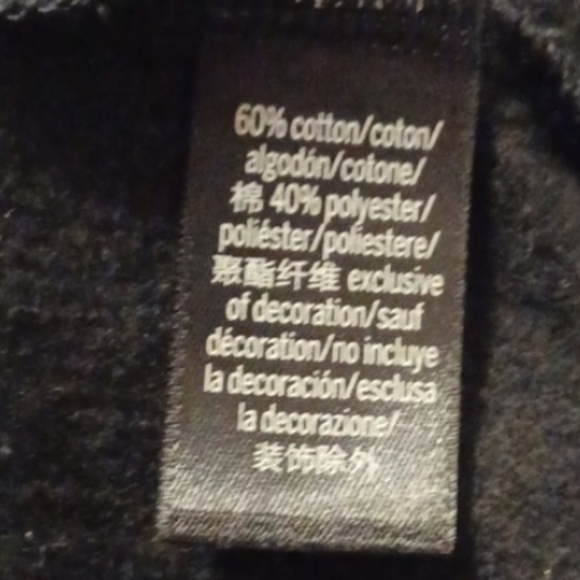 60% cotton/coton/
algodón/cotone/
棉 40% polyester/
poliéster/poliestere/
聚酯纤维 exclusive
of decoration/sauf
décoration/no incluye
la decoración/esclusa
la decorazione/
装饰除外